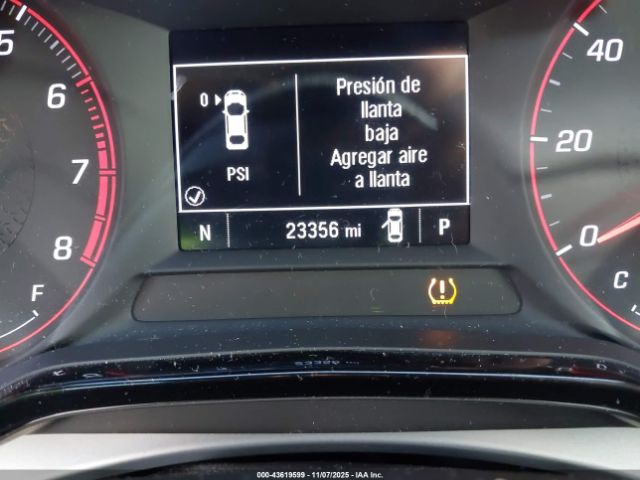 5
6
7
8
F
0
PSI
Presión de
llanta
baja
Agregar aire
a llanta
N
23356 mi
P
40
20
0
C
000-43619599 - 11/07/2025 - IAAI, Inc.